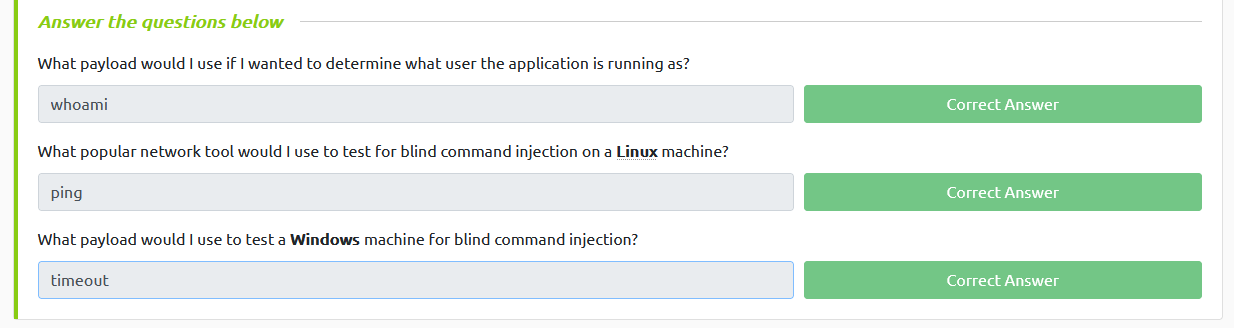 Answer the questions below
What payload would I use if I wanted to determine what user the application is running as?
whoami
Correct Answer
What popular network tool would I use to test for blind command injection on a Linux machine?
ping
Correct Answer
What payload would I use to test a Windows machine for blind command injection?
timeout
Correct Answer